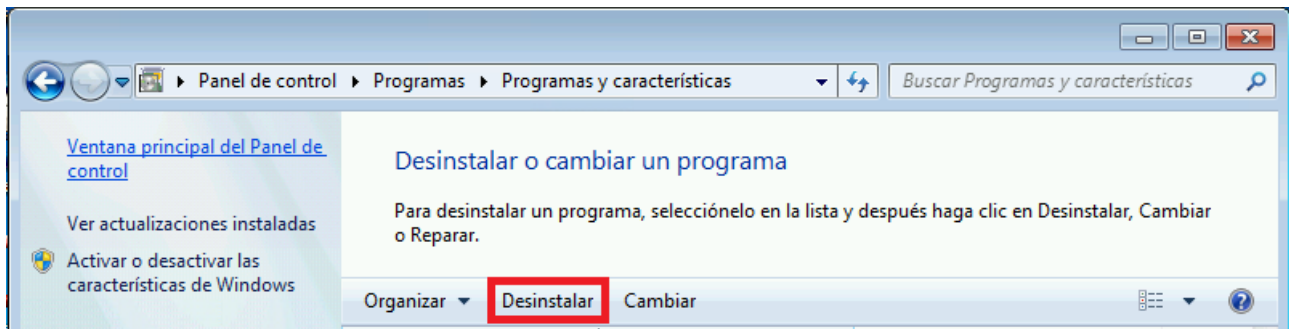 Panel de control Programas Programas y características
Buscar Programas y características
Ventana principal del Panel de
control
Ver actualizaciones instaladas
Activar o desactivar las
características de Windows
Desinstalar o cambiar un programa
Para desinstalar un programa, selecciónelo en la lista y después haga clic en Desinstalar, Cambiar
o Reparar.
Organizar Desinstalar Cambiar